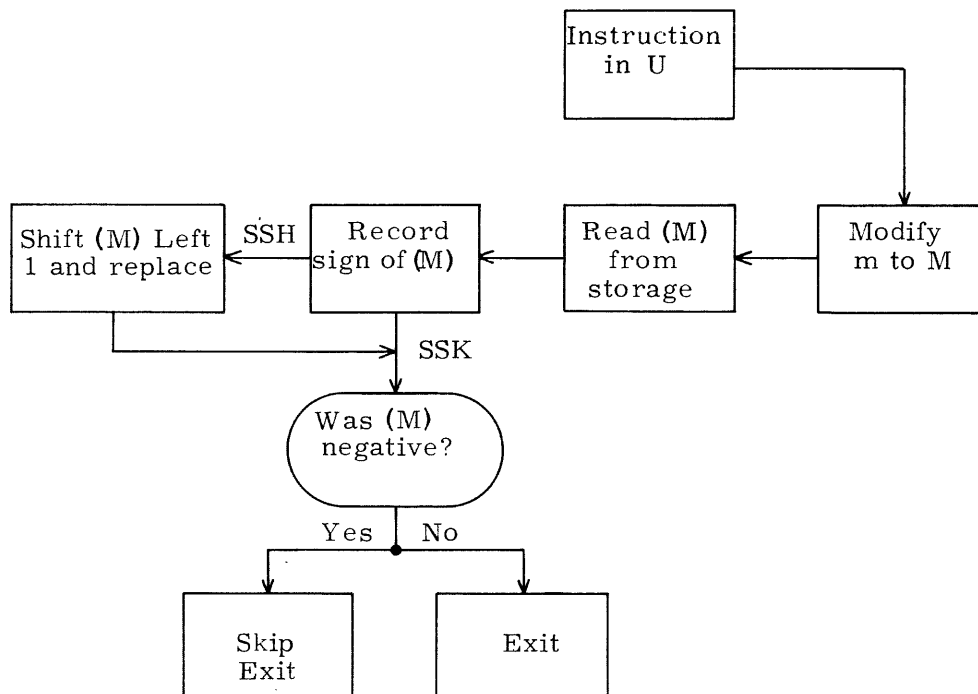 Instruction
in U
Shift (M) Left
1 and replace
SSH
Record
sign of (M)
Read (M)
from
storage
Modify
m to M
SSK
Was (M)
negative?
Yes
No
Skip
Exit
Exit